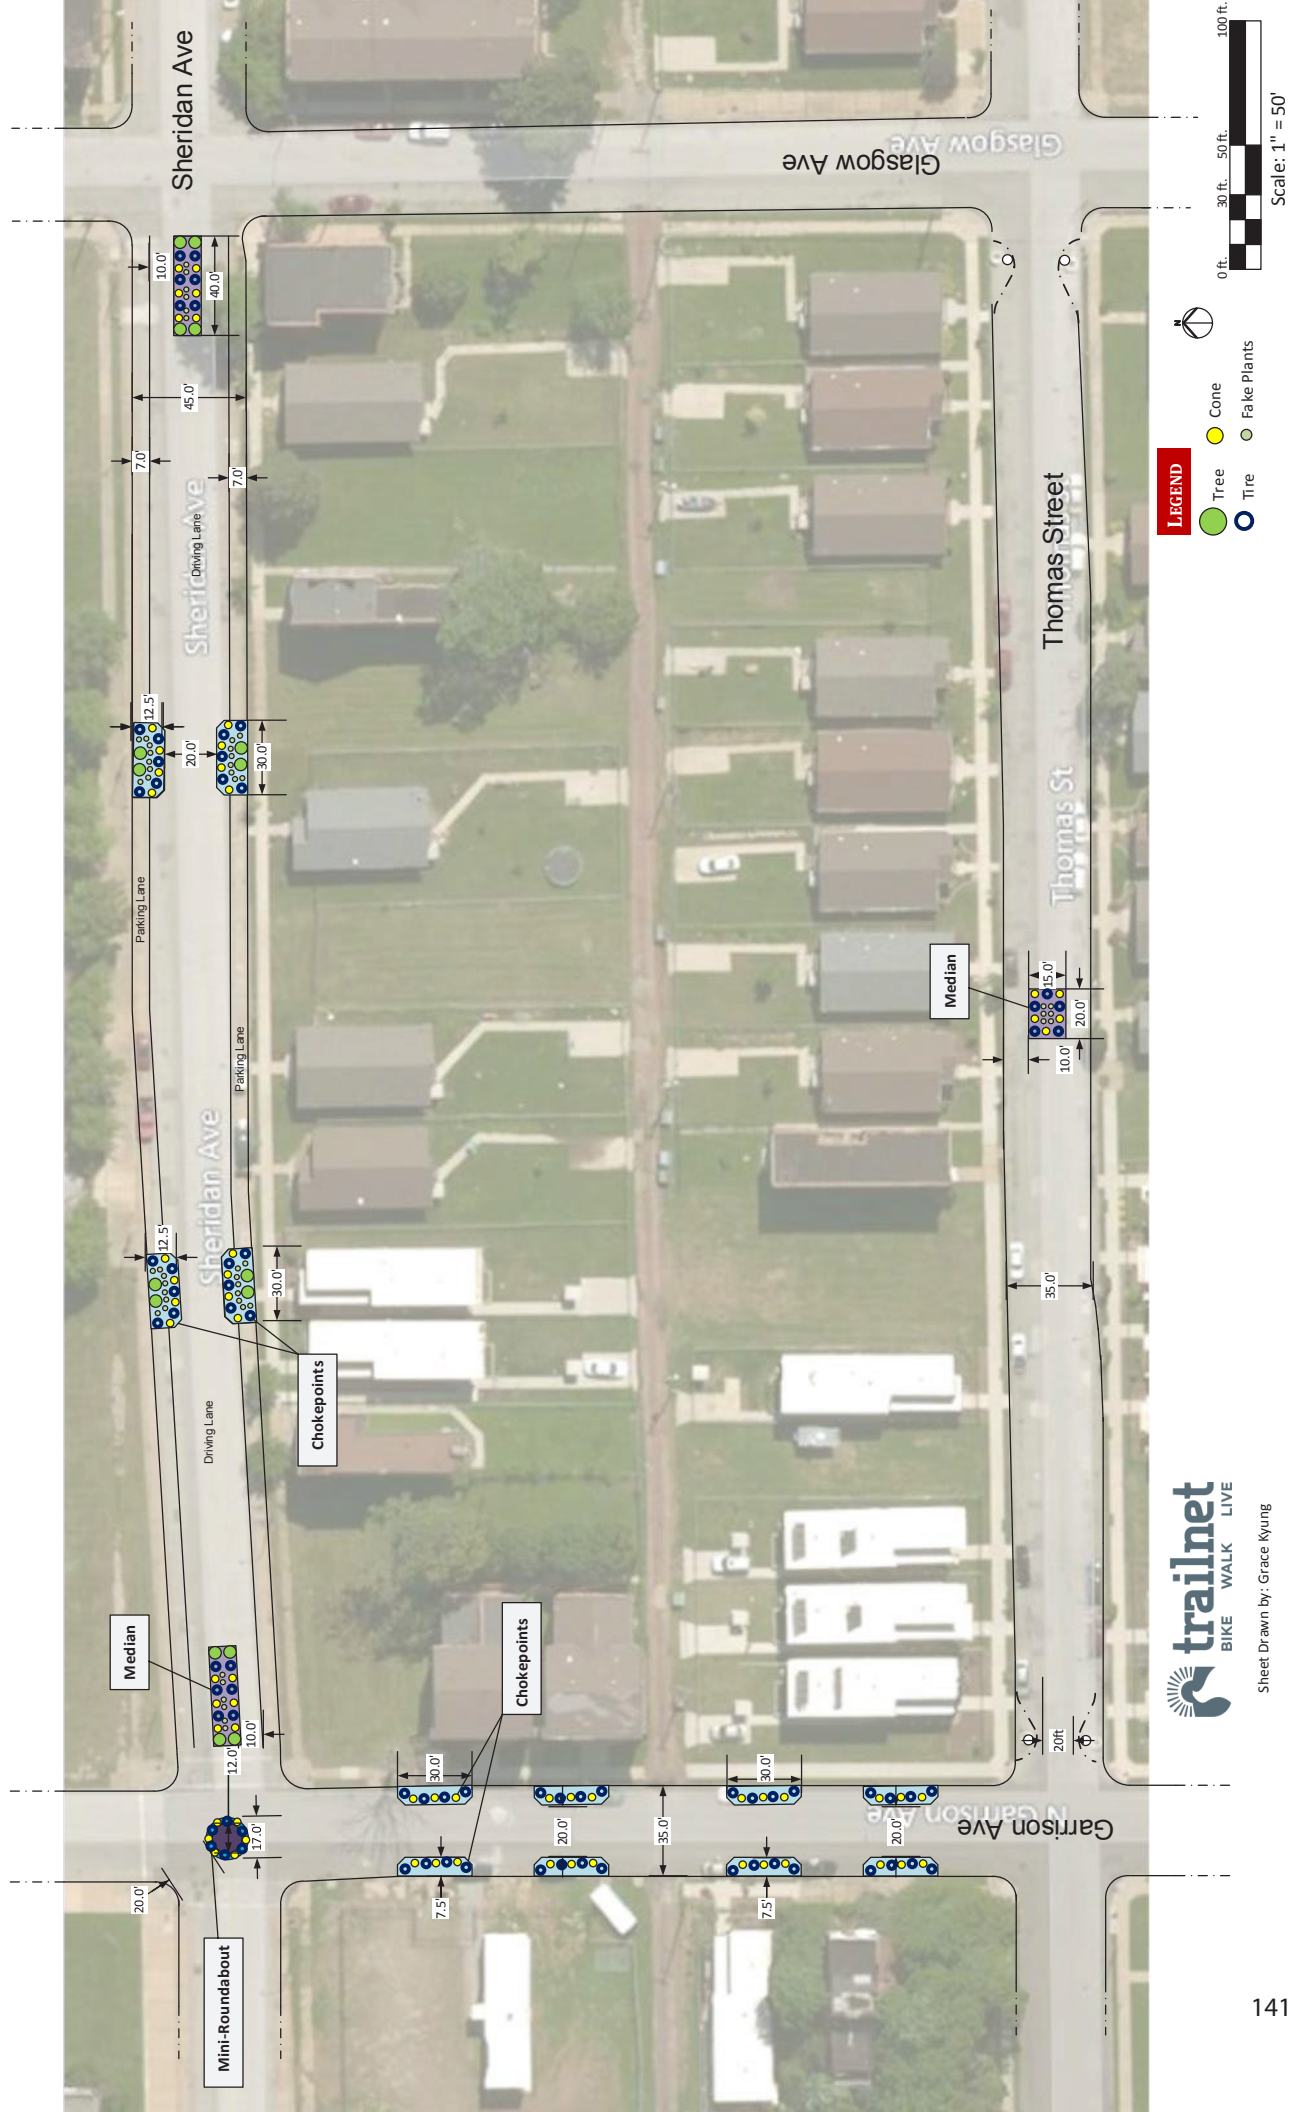 Sheridan Ave
Glasgow Ave
Glasgow Ave
10.0'
40.0'
45.0'
7.0'
7.0'
Sheridan Ave
Driving Lane
12.5'
20.0'
30.0'
Parking Lane
Parking Lane
Sheridan Ave
12.5'
30.0'
Chokepoints
Driving Lane
Median
10.0'
12.0'
17.0'
20.0'
Mini-Roundabout
Chokepoints
30.0'
20.0'
7.5'
35.0'
30.0'
20.0'
7.5'
N Garrison Ave
Garrison Ave
Thomas Street
Thomas St
Median
15.0'
20.0'
10.0'
35.0'
20ft
0 ft.
30 ft.
50 ft.
100 ft.
Scale: 1" = 50'
N
LEGEND
Tree
Cone
Tire
Fake Plants
trailnet
BIKE WALK LIVE
Sheet Drawn by: Grace Kyung
141